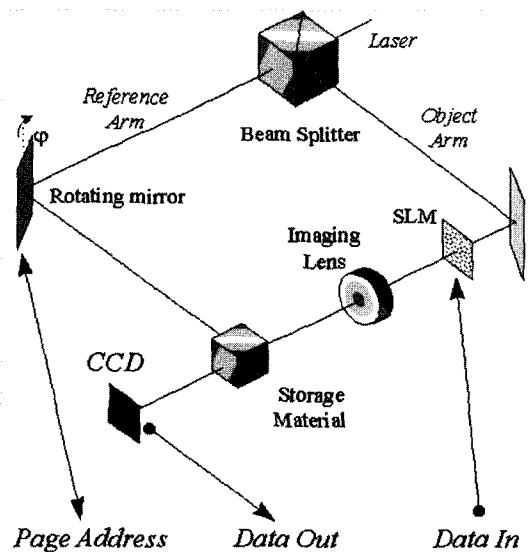 Laser
Reference
Arm
Beam Splitter
Object
Arm
φ
Rotating mirror
SLM
Imaging
Lens
CCD
Storage
Material
Page Address
Data Out
Data In